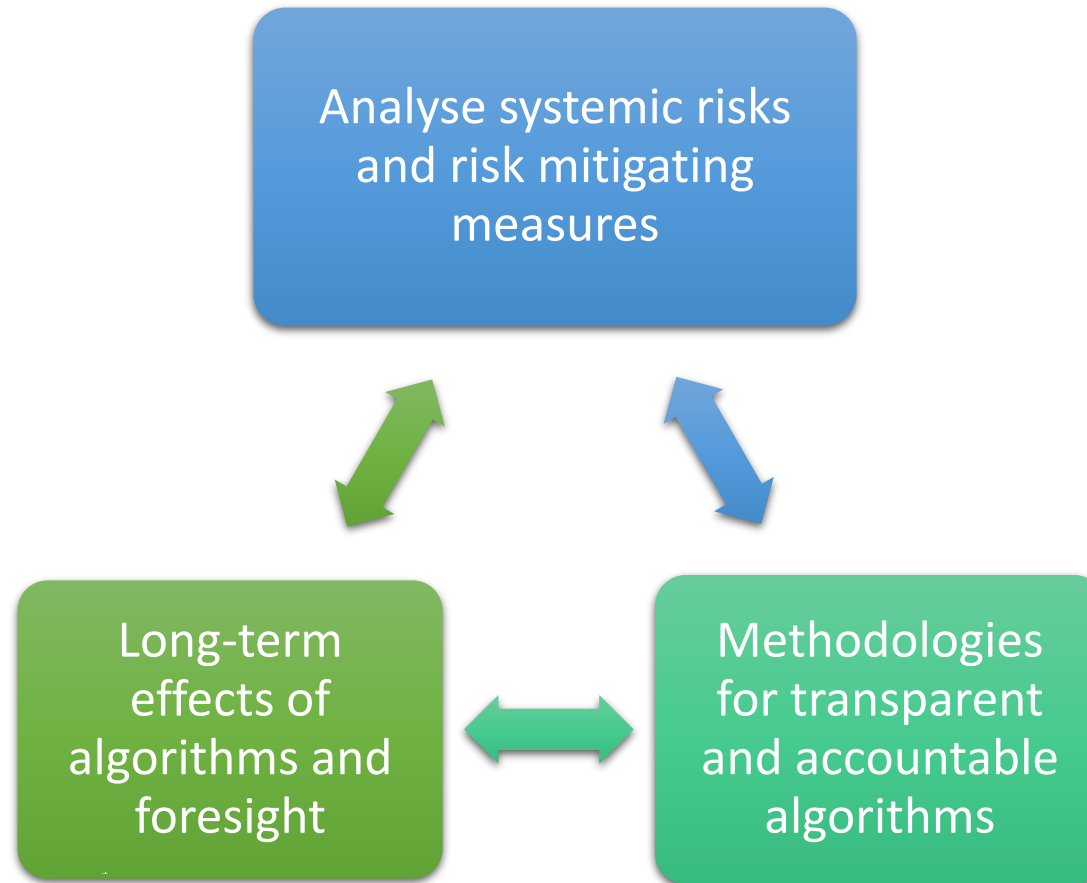 Analyse systemic risks
and risk mitigating
measures
Long-term
effects of
algorithms and
foresight
Methodologies
for transparent
and accountable
algorithms